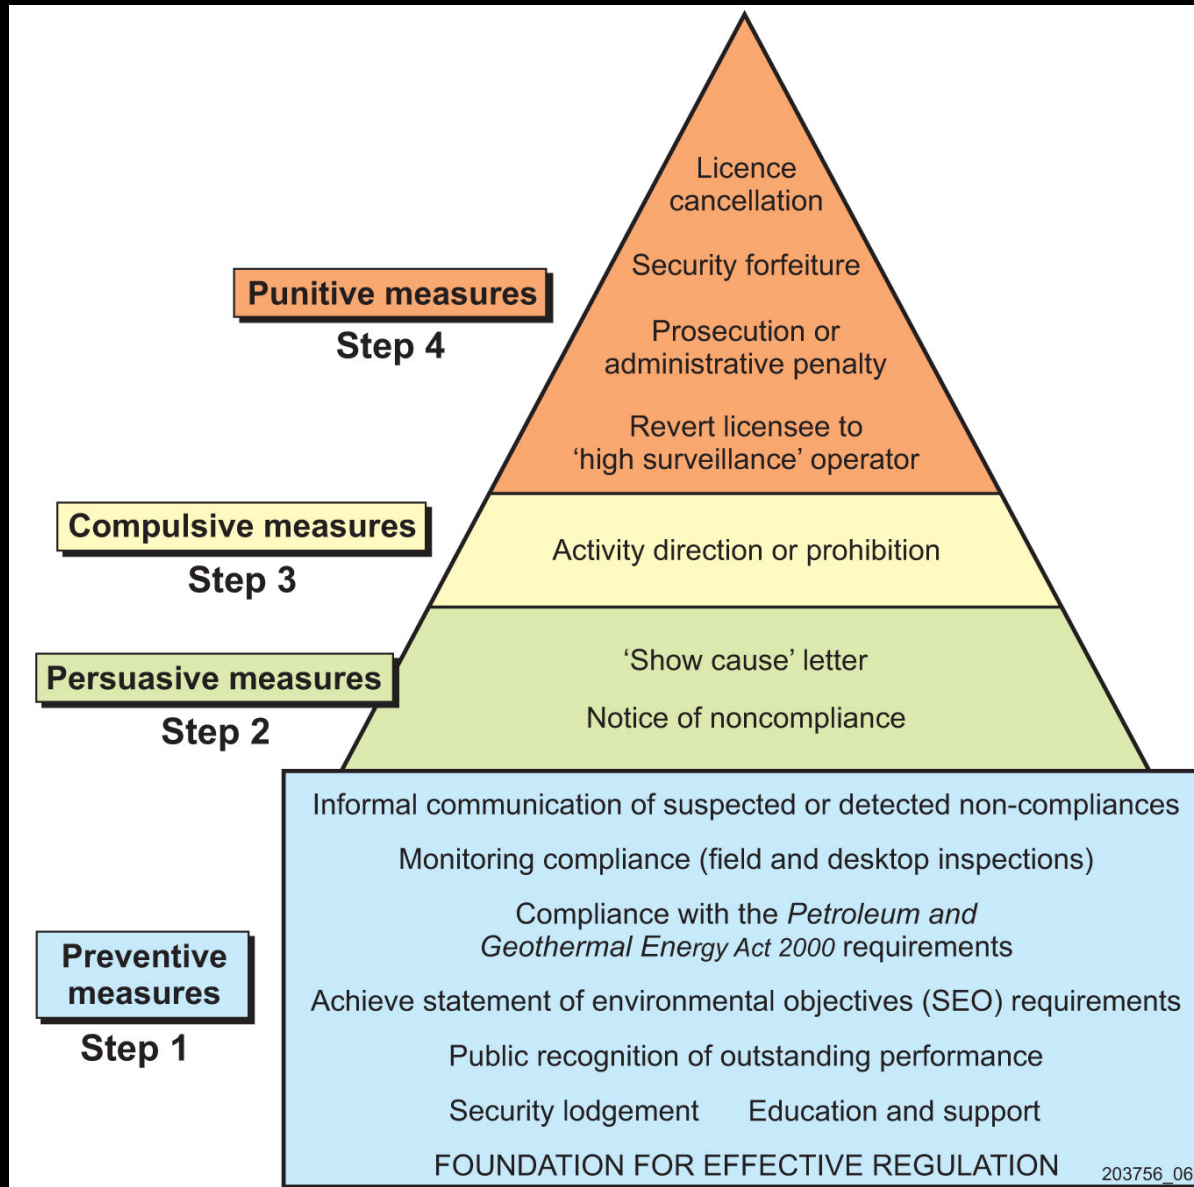 Licence
cancellation
Security forfeiture
Punitive measures
Step 4
Prosecution or
administrative penalty
Revert licensee to
‘high surveillance’ operator
Compulsive measures
Step 3
Activity direction or prohibition
Persuasive measures
Step 2
‘Show cause’ letter
Notice of noncompliance
Preventive
measures
Step 1
Informal communication of suspected or detected non-compliances
Monitoring compliance (field and desktop inspections)
Compliance with the Petroleum and
Geothermal Energy Act 2000 requirements
Achieve statement of environmental objectives (SEO) requirements
Public recognition of outstanding performance
Security lodgement Education and support
FOUNDATION FOR EFFECTIVE REGULATION
203756_06